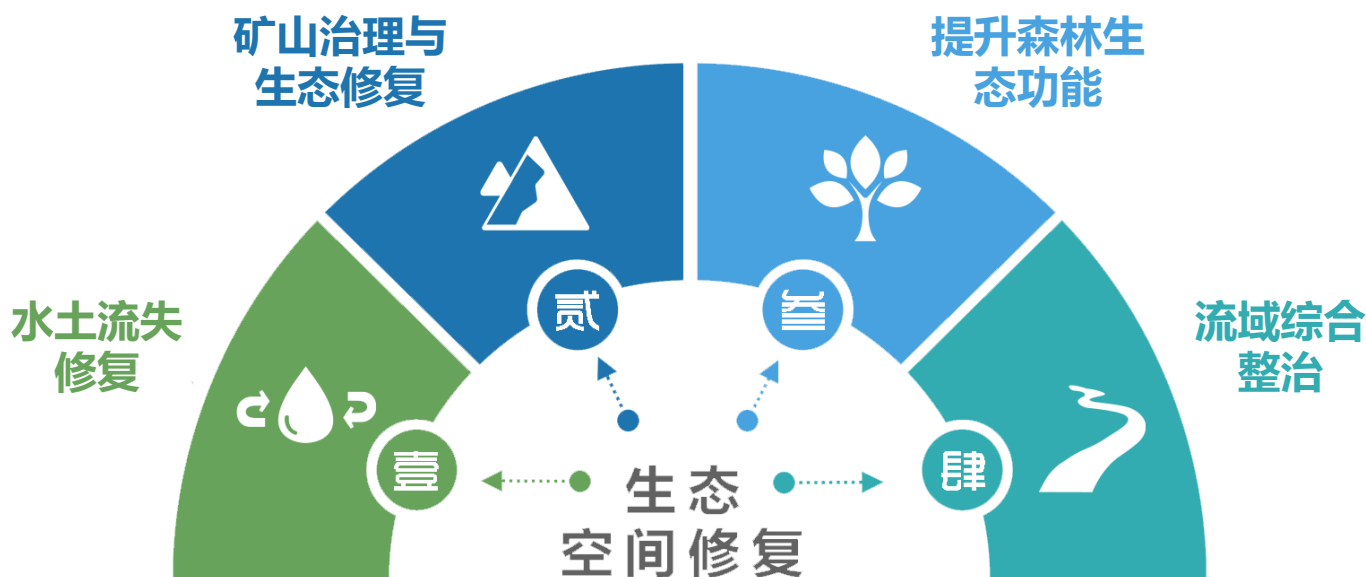 矿山治理与
生态修复
提升森林生
态功能
水土流失
修复
流域综合
整治
贰
叁
壹
肆
生态
空间修复